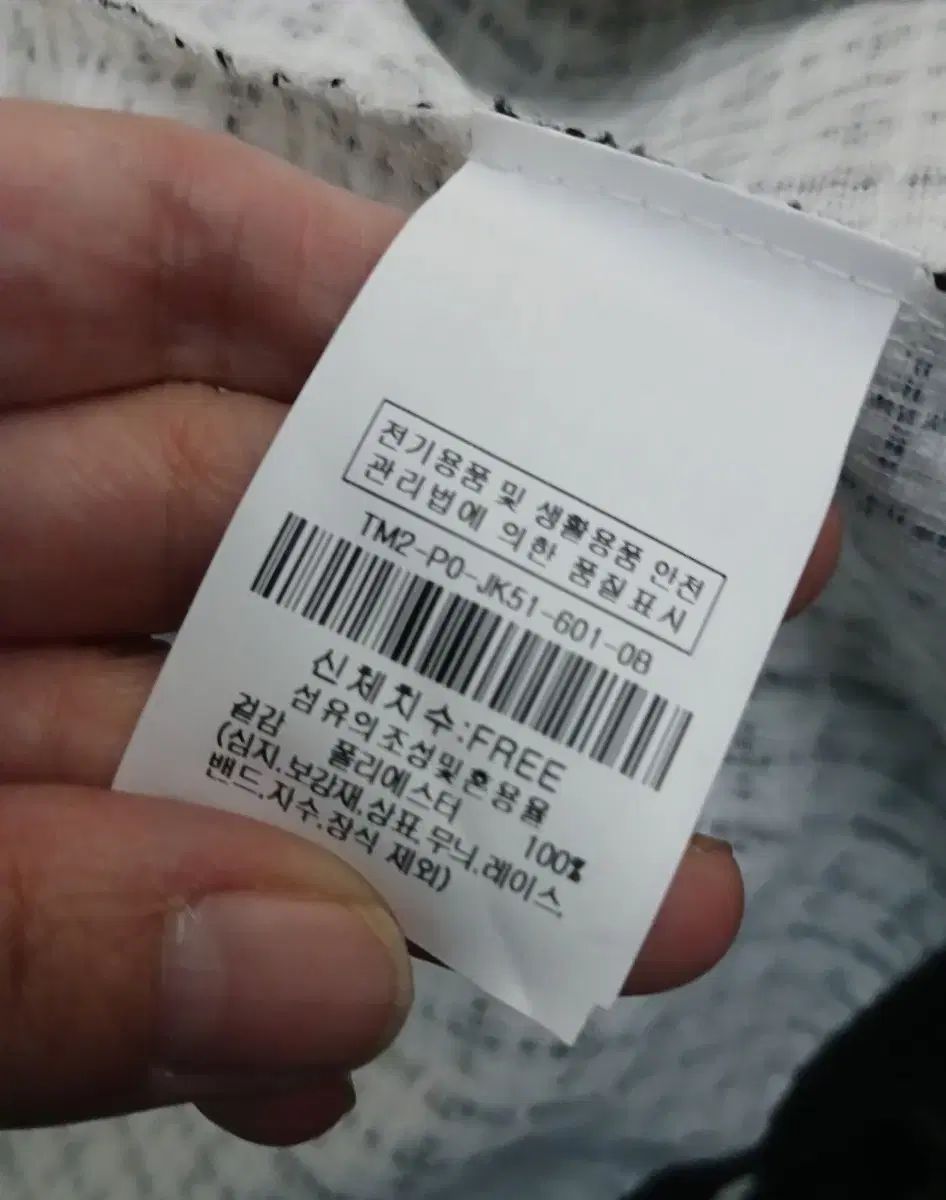 전기용품 및 생활용품 안전
관리법에 의한 품질표시
TM2-P0-JK51-601-0B
신체치수:FREE
섬유의조성및혼용율
겉감 폴리에스터 100%
(심지.보강재.상표.무늬.레이스.
밴드.자수.장식 제외)